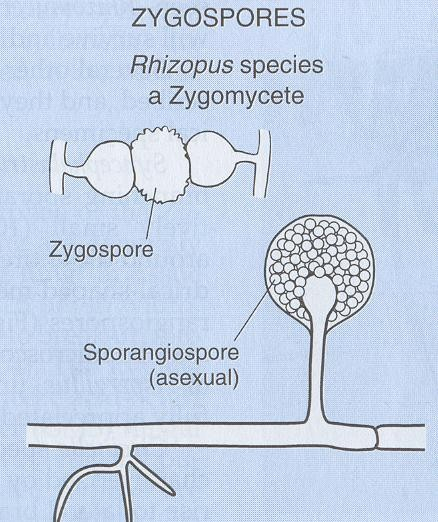 ZYGOSPORES
Rhizopus species
a Zygomycete
Zygospore
Sporangiospore
(asexual)